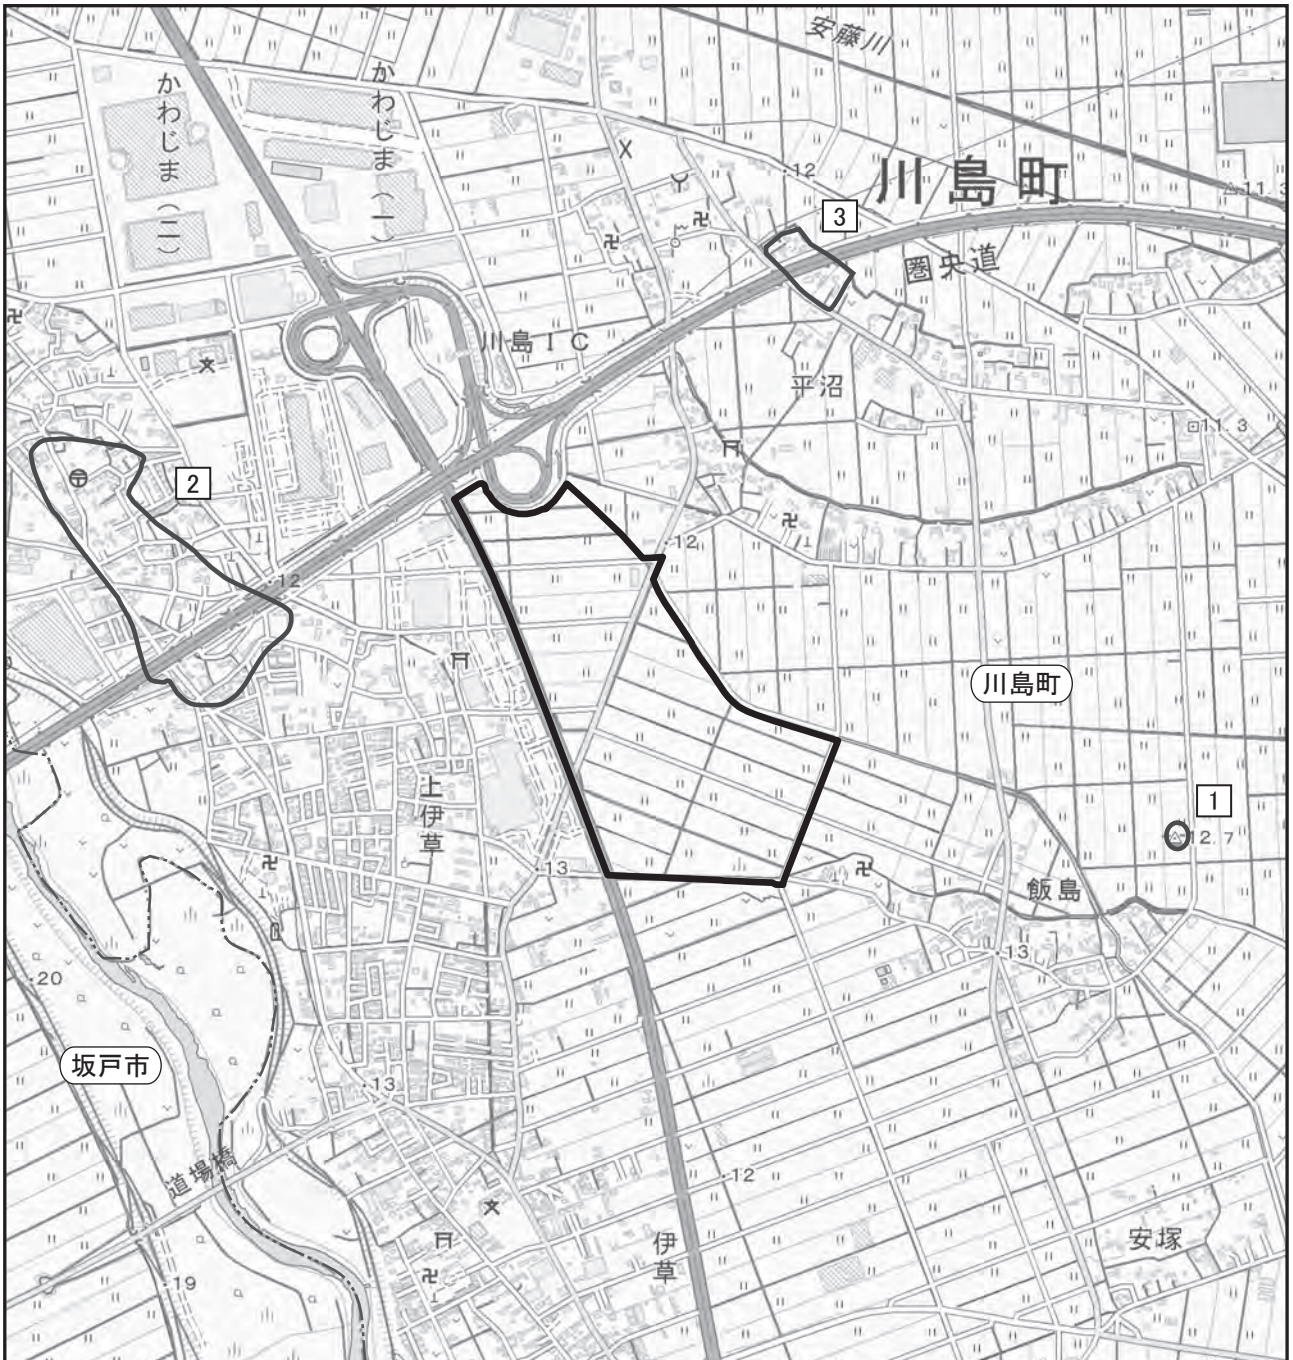 安藤川
かわじま（二）
かわじま（一）
川島町
12
11.3
3
圏央道
川島ＩＣ
平沼
11.3
2
12
12
川島町
上伊草
1
12.7
13
飯島
13
20
坂戸市
13
道場橋
12
伊草
安塚
19